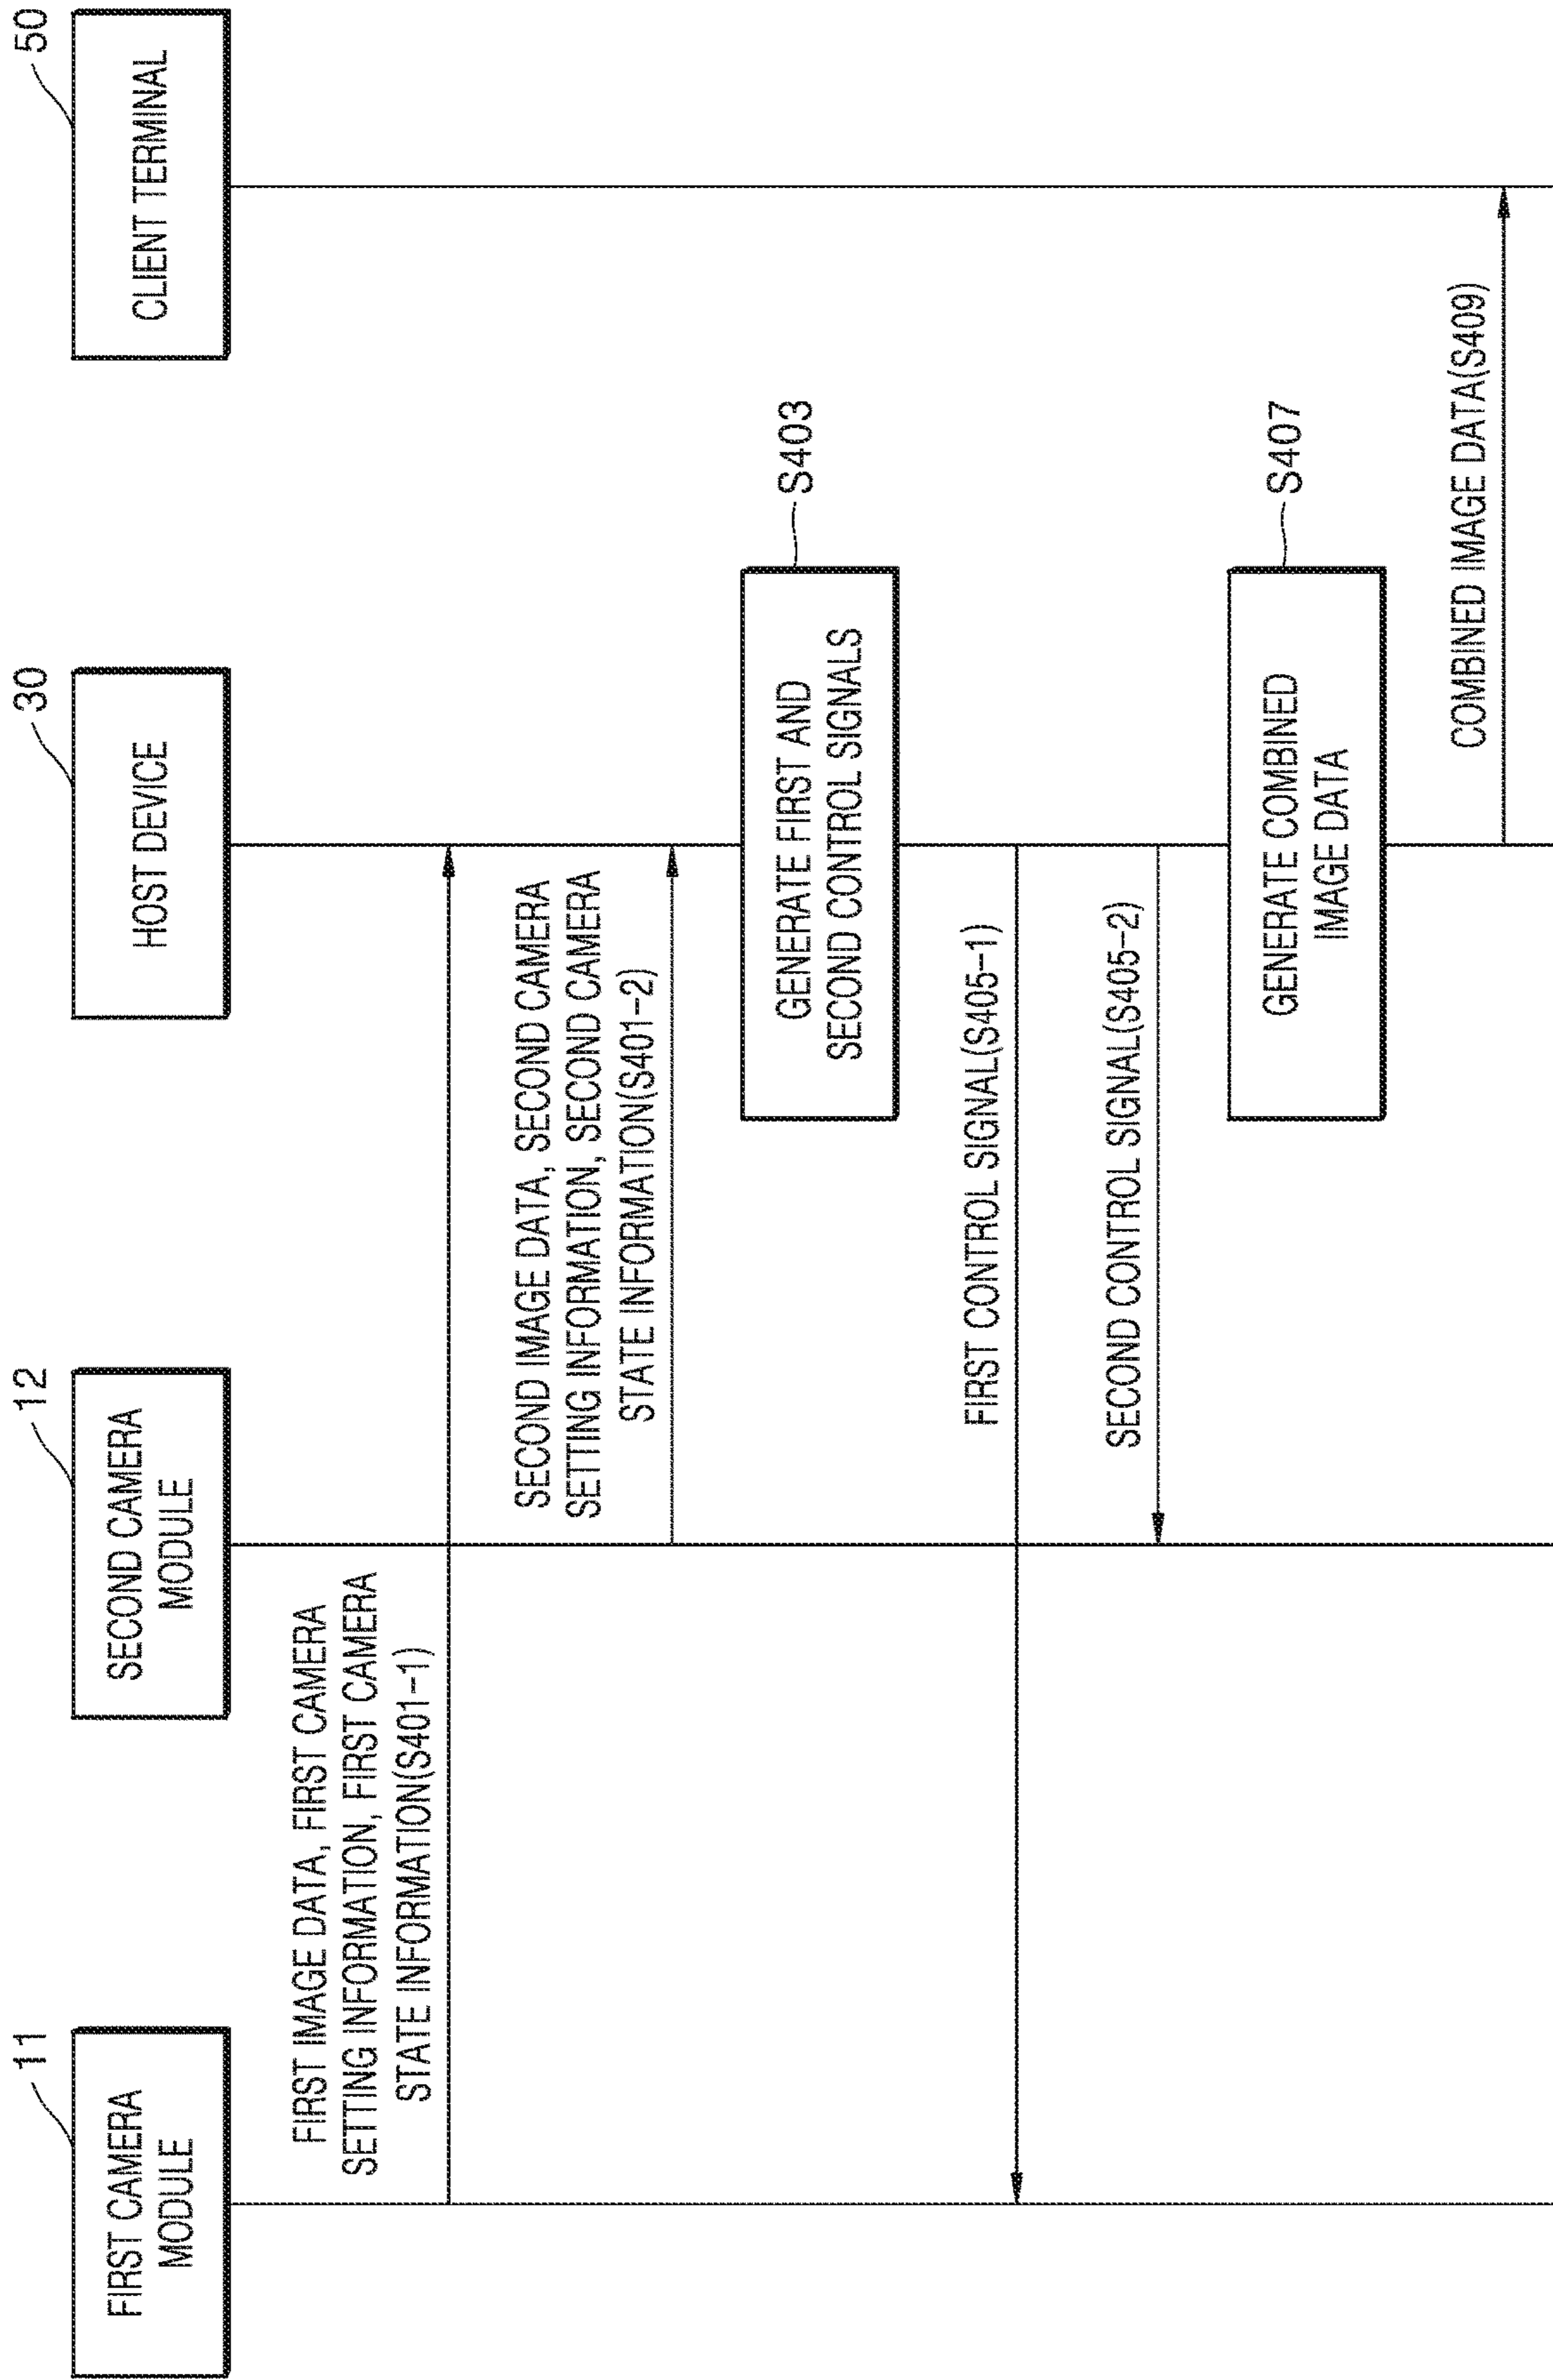 11
FIRST CAMERA
MODULE
12
SECOND CAMERA
MODULE
30
HOST DEVICE
50
CLIENT TERMINAL
FIRST IMAGE DATA, FIRST CAMERA
SETTING INFORMATION, FIRST CAMERA
STATE INFORMATION(S401-1)
SECOND IMAGE DATA, SECOND CAMERA
SETTING INFORMATION, SECOND CAMERA
STATE INFORMATION(S401-2)
GENERATE FIRST AND
SECOND CONTROL SIGNALS
S403
FIRST CONTROL SIGNAL(S405-1)
SECOND CONTROL SIGNAL(S405-2)
GENERATE COMBINED
IMAGE DATA
S407
COMBINED IMAGE DATA(S409)